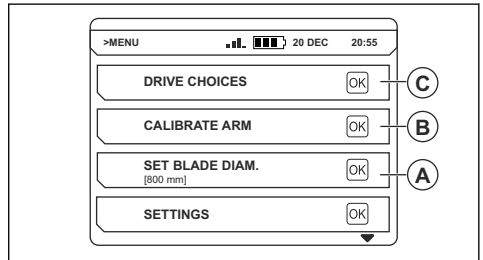 >MENU 20 DEC 20:55
DRIVE CHOICES OK C
CALIBRATE ARM OK B
SET BLADE DIAM. OK A
[800 mm]
SETTINGS OK